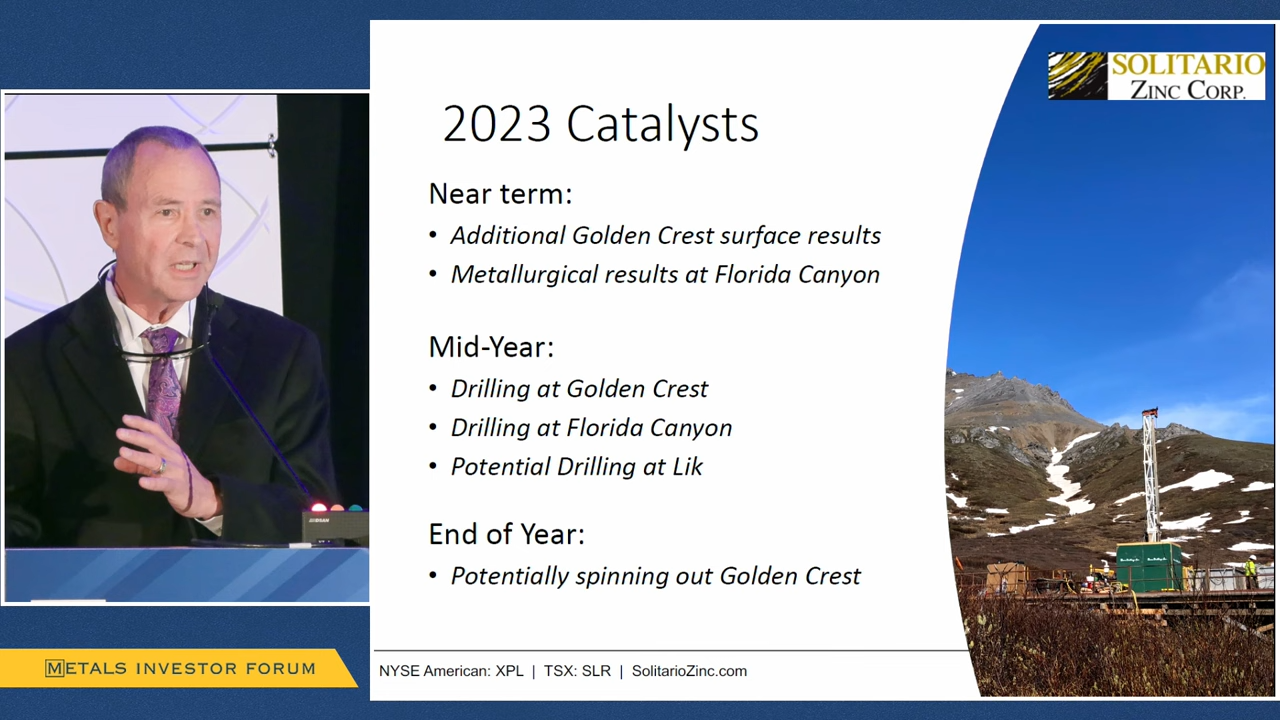 SOLITARIO
ZINC CORP.
2023 Catalysts
Near term:
• Additional Golden Crest surface results
• Metallurgical results at Florida Canyon
Mid-Year:
• Drilling at Golden Crest
• Drilling at Florida Canyon
• Potential Drilling at Lik
End of Year:
• Potentially spinning out Golden Crest
METALS INVESTOR FORUM
NYSE American: XPL | TSX: SLR | SolitarioZinc.com